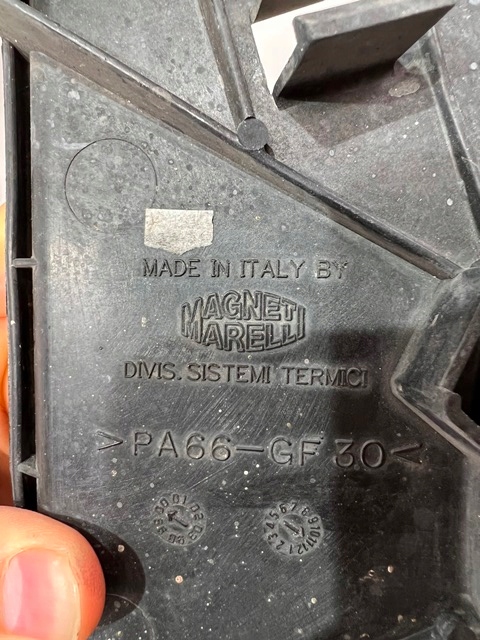 MADE IN ITALY BY
MAGNETI
MARELLI
DIVIS. SISTEMI TERMICI
>PA66-GF30<